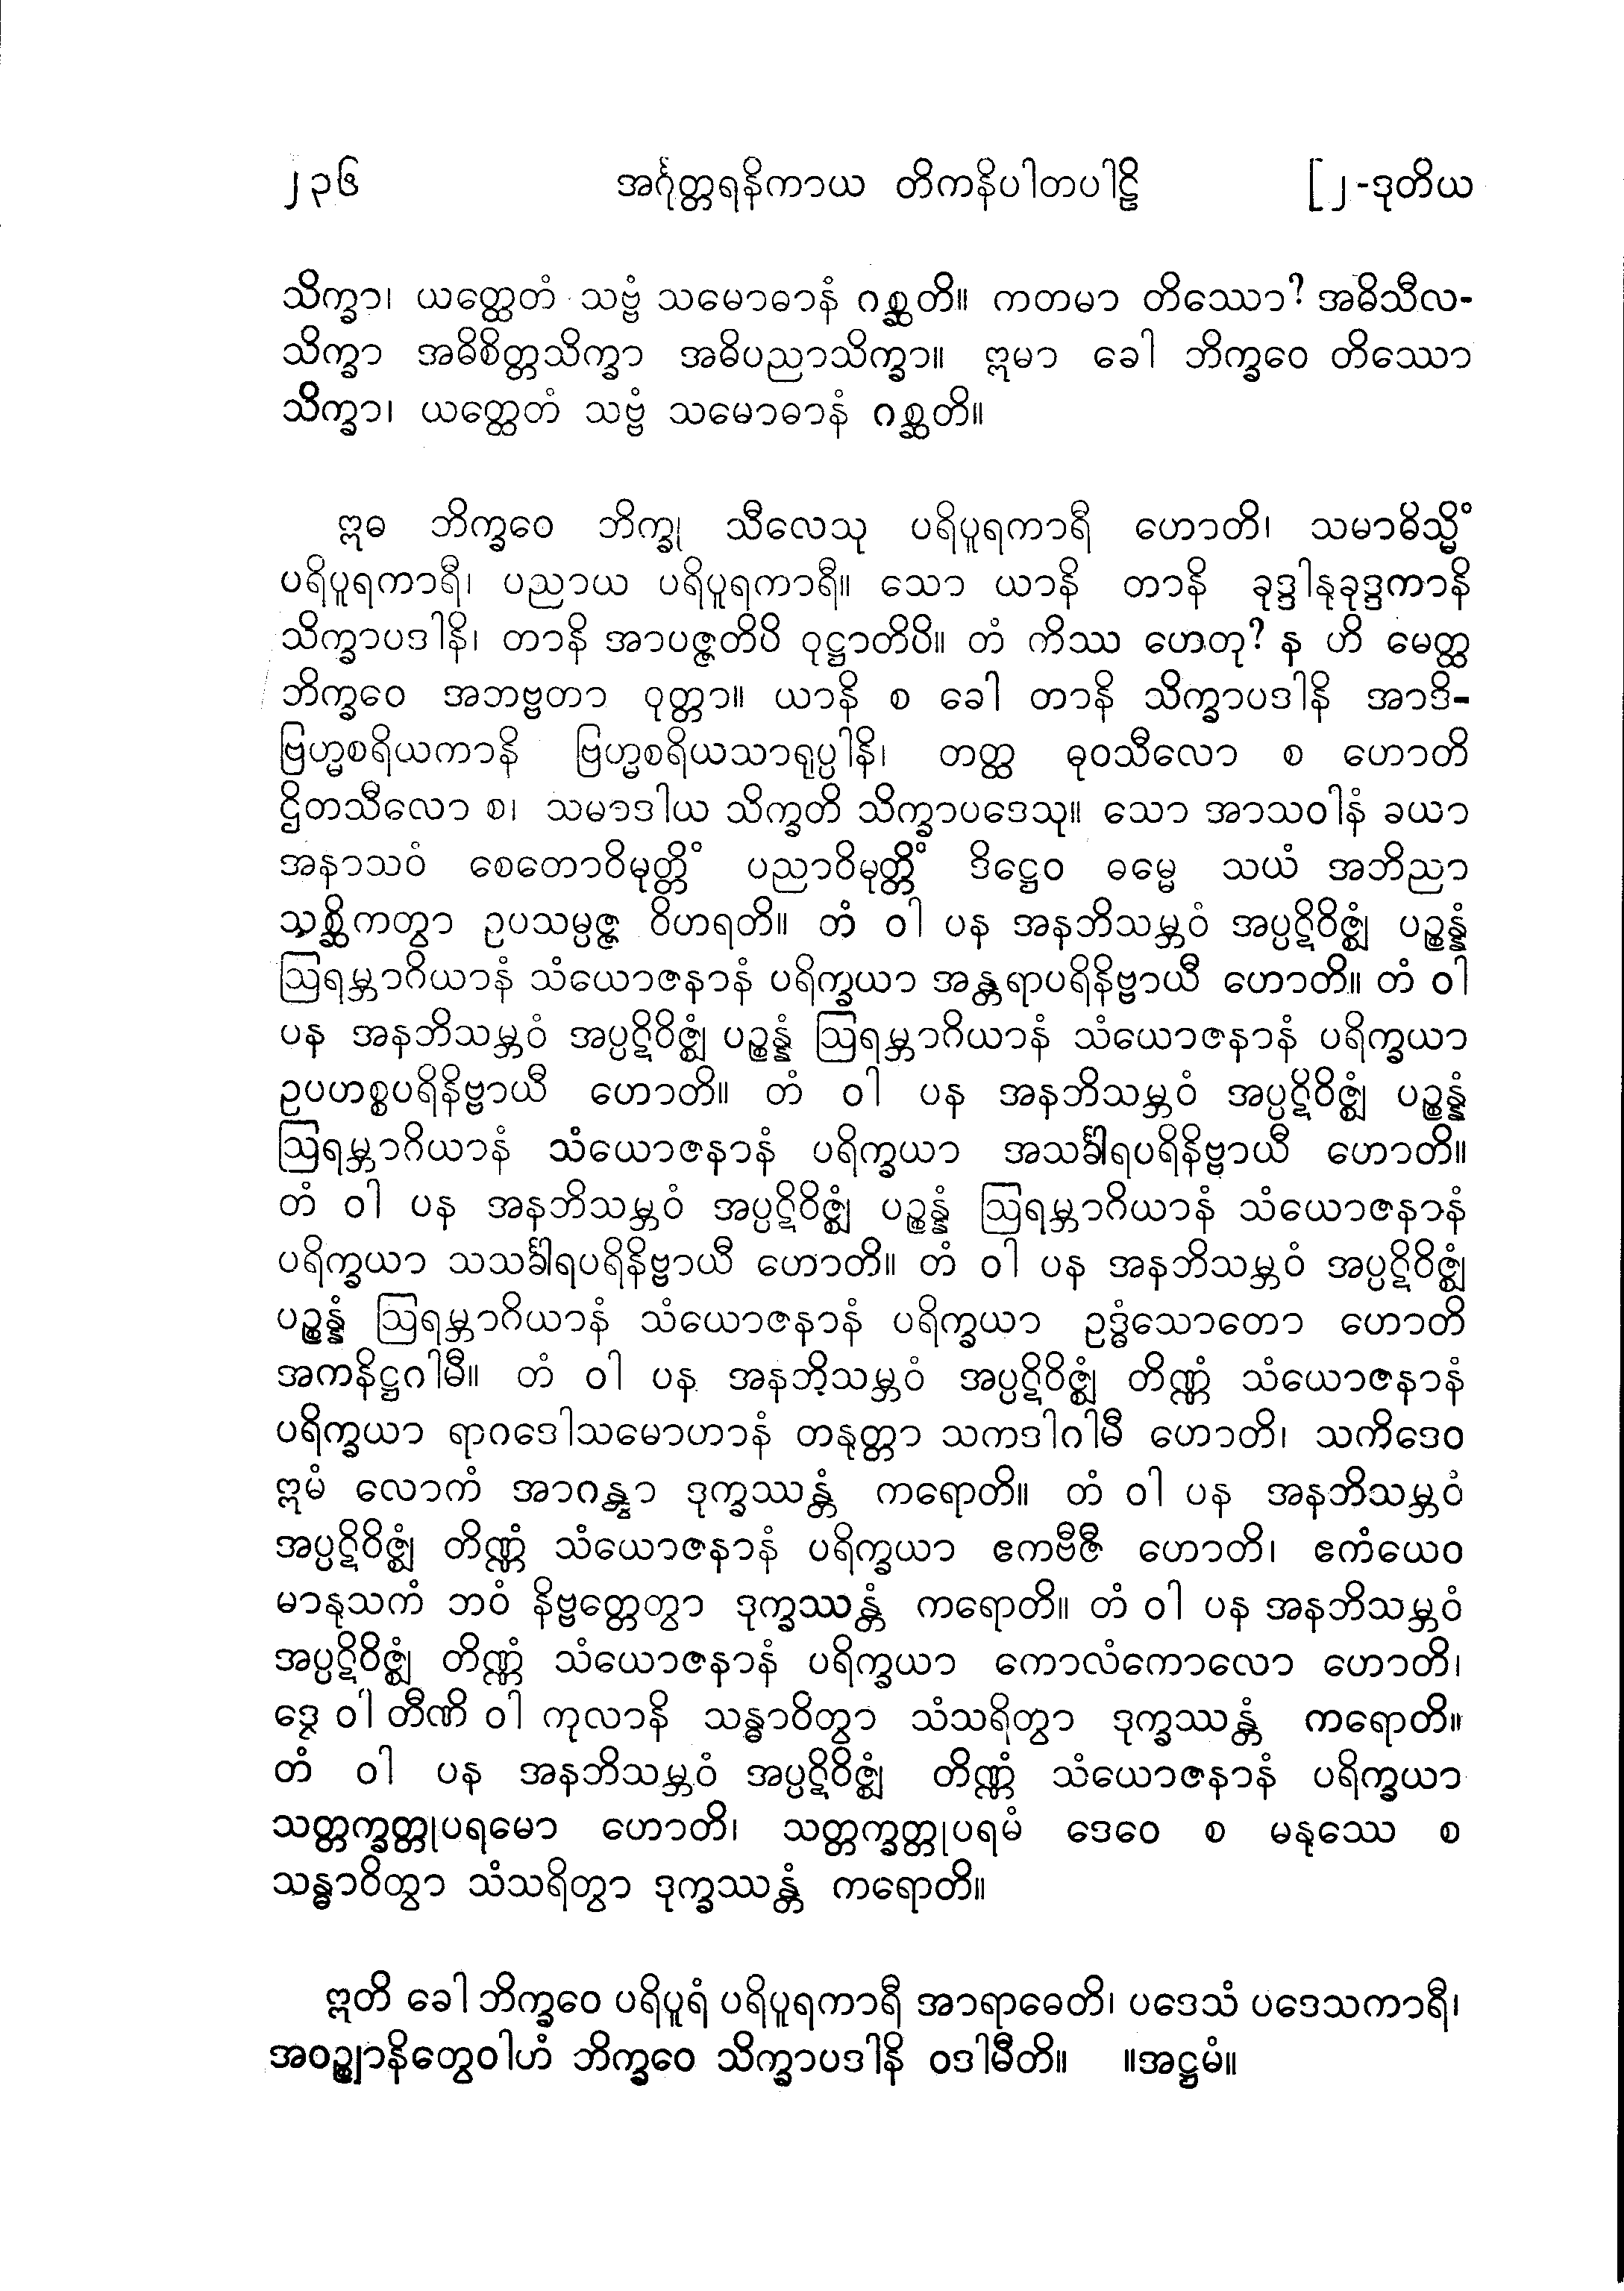 ၂၃၆ အင်္ဂုတ္တရနိကာယ တိကနိပါတပါဠိ [၂-ဒုတိယ
သိက္ခာ၊ ယတ္ထေတံ သဗ္ဗံ သမောဓာနံ ဂစ္ဆတိ။ ကတမာ တိဿော? အဓိသီလ-
သိက္ခာ အဓိစိတ္တသိက္ခာ အဓိပညာသိက္ခာ။ ဣမာ ခေါ ဘိက္ခဝေ တိဿော
သိက္ခာ၊ ယတ္ထေတံ သဗ္ဗံ သမောဓာနံ ဂစ္ဆတိ။
ဣဓ ဘိက္ခဝေ ဘိက္ခု သီလေသု ပရိပူရကာရီ ဟောတိ၊ သမာဓိသ္မိံ
ပရိပူရကာရီ၊ ပညာယ ပရိပူရကာရီ။ သော ယာနိ တာနိ ခုဒ္ဒါနုခုဒ္ဒကာနိ
သိက္ခာပဒါနိ၊ တာနိ အာပဇ္ဇတိပိ ဝုဋ္ဌာတိပိ။ တံ ကိဿ ဟေတု? န ဟိ မေတ္ထ
ဘိက္ခဝေ အဘဗ္ဗတာ ဝုတ္တာ။ ယာနိ စ ခေါ တာနိ သိက္ခာပဒါနိ အာဒိ-
ဗြဟ္မစရိယကာနိ ဗြဟ္မစရိယသာရုပ္ပါနိ၊ တတ္ထ ဓုဝသီလော စ ဟောတိ
ဌိတသီလော စ၊ သမာဒါယ သိက္ခတိ သိက္ခာပဒေသု။ သော အာသဝါနံ ခယာ
အနာသဝံ စေတောဝိမုတ္တိံ ပညာဝိမုတ္တိံ ဒိဋ္ဌေဝ ဓမ္မေ သယံ အဘိညာ
သစ္ဆိကတွာ ဥပသမ္ပဇ္ဇ ဝိဟရတိ။ တံ ဝါ ပန အနဘိသမ္ဘဝံ အပ္ပဋိဝိဇ္ဈံ ပဉ္စန္နံ
ဩရမ္ဘာဂိယာနံ သံယောဇနာနံ ပရိက္ခယာ အန္တရာပရိနိဗ္ဗာယီ ဟောတိ။ တံ ဝါ
ပန အနဘိသမ္ဘဝံ အပ္ပဋိဝိဇ္ဈံ ပဉ္စန္နံ ဩရမ္ဘာဂိယာနံ သံယောဇနာနံ ပရိက္ခယာ
ဥပဟစ္စပရိနိဗ္ဗာယီ ဟောတိ။ တံ ဝါ ပန အနဘိသမ္ဘဝံ အပ္ပဋိဝိဇ္ဈံ ပဉ္စန္နံ
ဩရမ္ဘာဂိယာနံ သံယောဇနာနံ ပရိက္ခယာ အသင်္ခါရပရိနိဗ္ဗာယီ ဟောတိ။
တံ ဝါ ပန အနဘိသမ္ဘဝံ အပ္ပဋိဝိဇ္ဈံ ပဉ္စန္နံ ဩရမ္ဘာဂိယာနံ သံယောဇနာနံ
ပရိက္ခယာ သသင်္ခါရပရိနိဗ္ဗာယီ ဟောတိ။ တံ ဝါ ပန အနဘိသမ္ဘဝံ အပ္ပဋိဝိဇ္ဈံ
ပဉ္စန္နံ ဩရမ္ဘာဂိယာနံ သံယောဇနာနံ ပရိက္ခယာ ဥဒ္ဓံသောတော ဟောတိ
အကနိဋ္ဌဂါမီ။ တံ ဝါ ပန အနဘိသမ္ဘဝံ အပ္ပဋိဝိဇ္ဈံ တိဏ္ဏံ သံယောဇနာနံ
ပရိက္ခယာ ရာဂဒေါသမောဟာနံ တနုတ္တာ သကဒါဂါမီ ဟောတိ၊ သကိဒေဝ
ဣမံ လောကံ အာဂန္တွာ ဒုက္ခဿန္တံ ကရောတိ။ တံ ဝါ ပန အနဘိသမ္ဘဝံ
အပ္ပဋိဝိဇ္ဈံ တိဏ္ဏံ သံယောဇနာနံ ပရိက္ခယာ ဧကဗီဇီ ဟောတိ၊ ဧကံယေဝ
မာနုသကံ ဘဝံ နိဗ္ဗတ္တေတွာ ဒုက္ခဿန္တံ ကရောတိ။ တံ ဝါ ပန အနဘိသမ္ဘဝံ
အပ္ပဋိဝိဇ္ဈံ တိဏ္ဏံ သံယောဇနာနံ ပရိက္ခယာ ကောလံကောလော ဟောတိ၊
ဒွေ ဝါ တီဏိ ဝါ ကုလာနိ သန္ဓာဝိတွာ သံသရိတွာ ဒုက္ခဿန္တံ ကရောတိ။
တံ ဝါ ပန အနဘိသမ္ဘဝံ အပ္ပဋိဝိဇ္ဈံ တိဏ္ဏံ သံယောဇနာနံ ပရိက္ခယာ
သတ္တက္ခတ္တုပရမော ဟောတိ၊ သတ္တက္ခတ္တုပရမံ ဒေဝေ စ မနုဿေ စ
သန္ဓာဝိတွာ သံသရိတွာ ဒုက္ခဿန္တံ ကရောတိ။
ဣတိ ခေါ ဘိက္ခဝေ ပရိပူရံ ပရိပူရကာရီ အာရာဓေတိ၊ ပဒေသံ ပဒေသကာရီ၊
အဝဉ္ဈာနိတွေဝါဟံ ဘိက္ခဝေ သိက္ခာပဒါနိ ဝဒါမီတိ။ ။အဋ္ဌမံ။